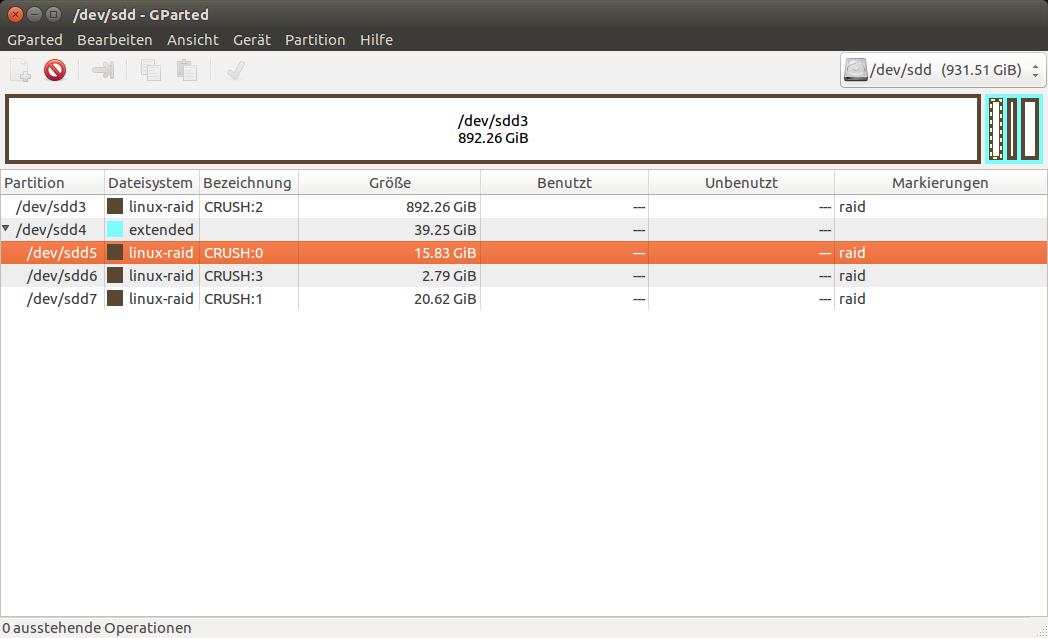 /dev/sdd - GParted
GParted Bearbeiten Ansicht Gerät Partition Hilfe
/dev/sdd (931.51 GiB)
/dev/sdd3
892.26 GiB
Partition Dateisystem Bezeichnung Größe Benutzt Unbenutzt Markierungen
/dev/sdd3 linux-raid CRUSH:2 892.26 GiB --- --- raid
/dev/sdd4 extended 39.25 GiB --- ---
/dev/sdd5 linux-raid CRUSH:0 15.83 GiB --- --- raid
/dev/sdd6 linux-raid CRUSH:3 2.79 GiB --- --- raid
/dev/sdd7 linux-raid CRUSH:1 20.62 GiB --- --- raid
0 ausstehende Operationen